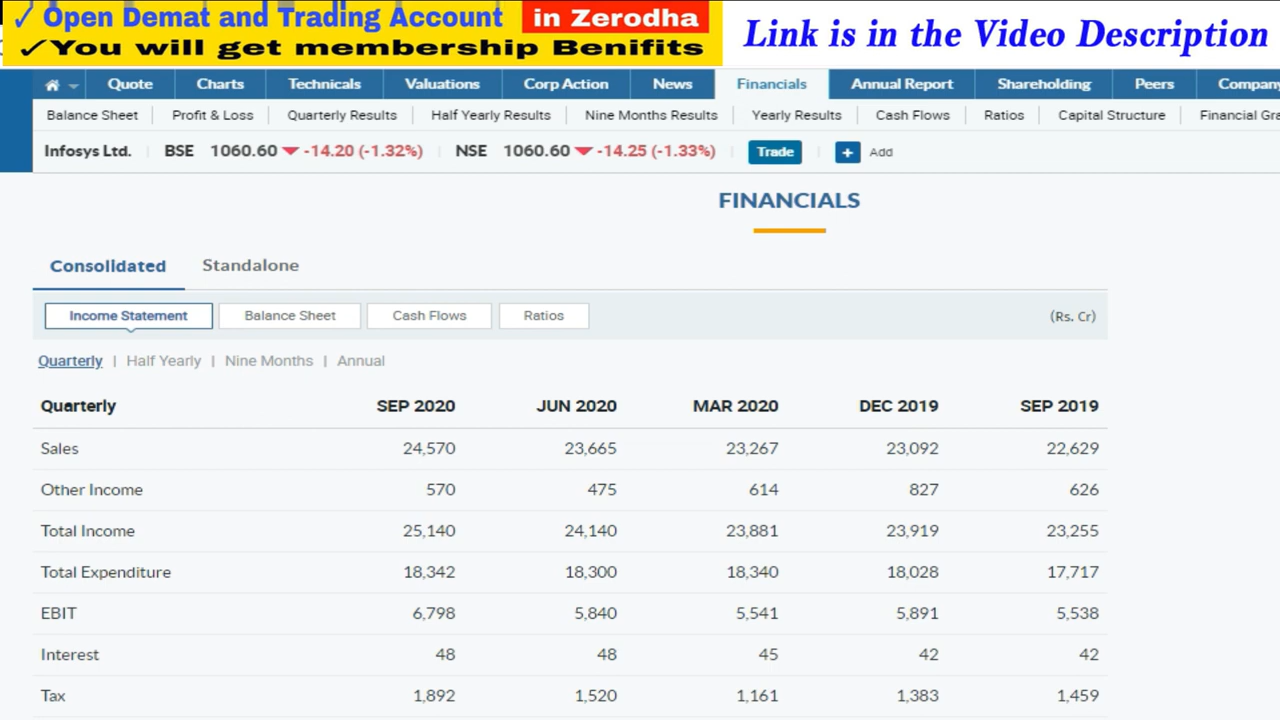 ✓ Open Demat and Trading Account in Zerodha
✓You will get membership Benifits
Link is in the Video Description
Quote Charts Technicals Valuations Corp Action News Financials Annual Report Shareholding Peers Company
Balance Sheet Profit & Loss Quarterly Results Half Yearly Results Nine Months Results Yearly Results Cash Flows Ratios Capital Structure Financial Gra
Infosys Ltd. BSE 1060.60 -14.20 (-1.32%) NSE 1060.60 -14.25 (-1.33%) Trade + Add
FINANCIALS
Consolidated Standalone
Income Statement Balance Sheet Cash Flows Ratios (Rs. Cr)
Quarterly | Half Yearly | Nine Months | Annual
Quarterly SEP 2020 JUN 2020 MAR 2020 DEC 2019 SEP 2019
Sales 24,570 23,665 23,267 23,092 22,629
Other Income 570 475 614 827 626
Total Income 25,140 24,140 23,881 23,919 23,255
Total Expenditure 18,342 18,300 18,340 18,028 17,717
EBIT 6,798 5,840 5,541 5,891 5,538
Interest 48 48 45 42 42
Tax 1,892 1,520 1,161 1,383 1,459